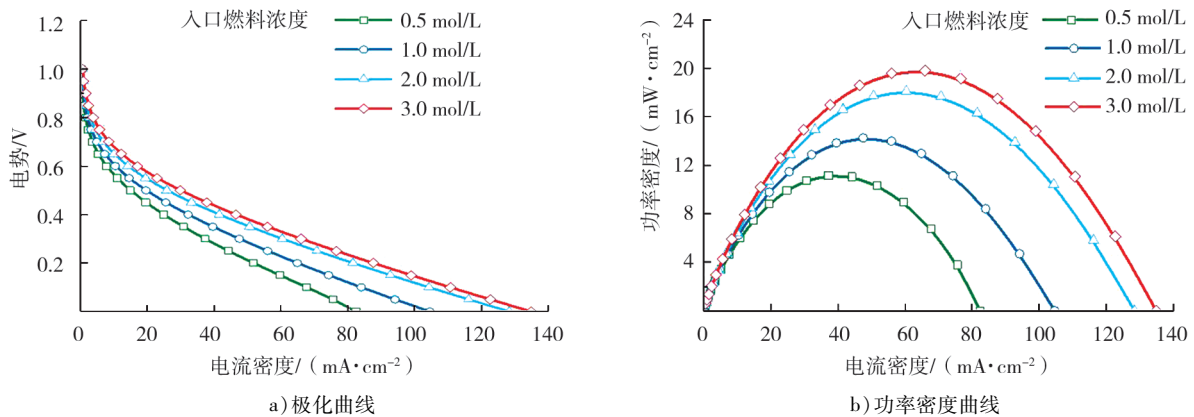 入口燃料浓度
0.5 mol/L
1.0 mol/L
2.0 mol/L
3.0 mol/L
1.2
1.0
0.8
0.6
0.4
0.2
电势/V
0 20 40 60 80 100 120 140
电流密度/（mA·cm⁻²）
a)极化曲线
入口燃料浓度
0.5 mol/L
1.0 mol/L
2.0 mol/L
3.0 mol/L
24
20
16
12
8
4
功率密度/（mW·cm⁻²）
0 20 40 60 80 100 120 140
电流密度/（mA·cm⁻²）
b)功率密度曲线